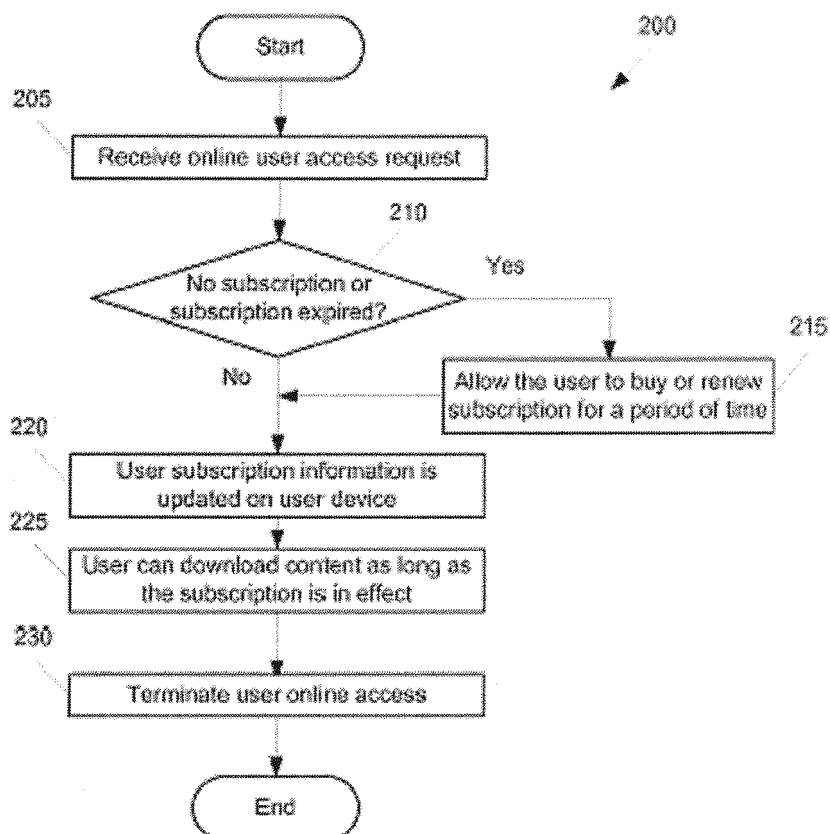 Start
200
205
Receive online user access request
210
No subscription or
subscription expired?
Yes
215
Allow the user to buy or renew
subscription for a period of time
No
220
User subscription information is
updated on user device
225
User can download content as long as
the subscription is in effect
230
Terminate user online access
End